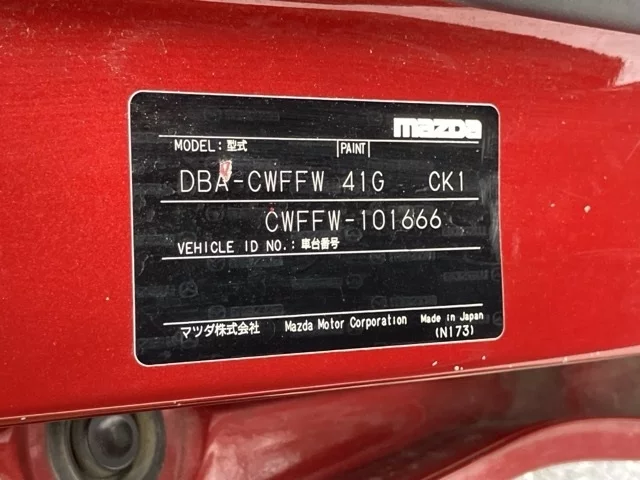 mazda
MODEL: 型式 PAINT
DBA-CWFFW 41G CK1
CWFFW-101666
VEHICLE ID NO.: 車台番号
マツダ株式会社 Mazda Motor Corporation Made in Japan
(N173)